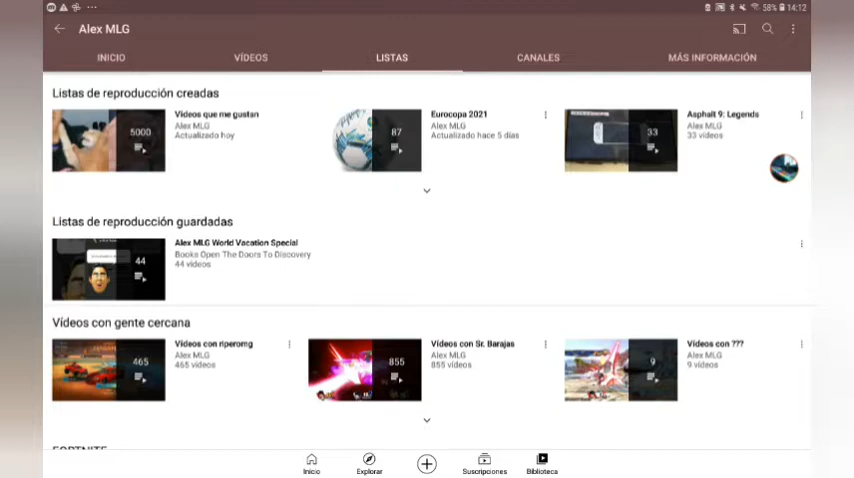 58% 14:12
Alex MLG
INICIO
VÍDEOS
LISTAS
CANALES
MÁS INFORMACIÓN
Listas de reproducción creadas
5000
Vídeos que me gustan
Alex MLG
Actualizado hoy
87
Eurocopa 2021
Alex MLG
Actualizado hace 5 días
33
Asphalt 9: Legends
Alex MLG
33 vídeos
Listas de reproducción guardadas
44
Alex MLG World Vacation Special
Books Open The Doors To Discovery
44 vídeos
Vídeos con gente cercana
465
Vídeos con riperomg
Alex MLG
465 vídeos
855
Vídeos con Sr. Barajas
Alex MLG
855 vídeos
9
Vídeos con ???
Alex MLG
9 vídeos
FORTNITE
Inicio
Explorar
Suscripciones
Biblioteca